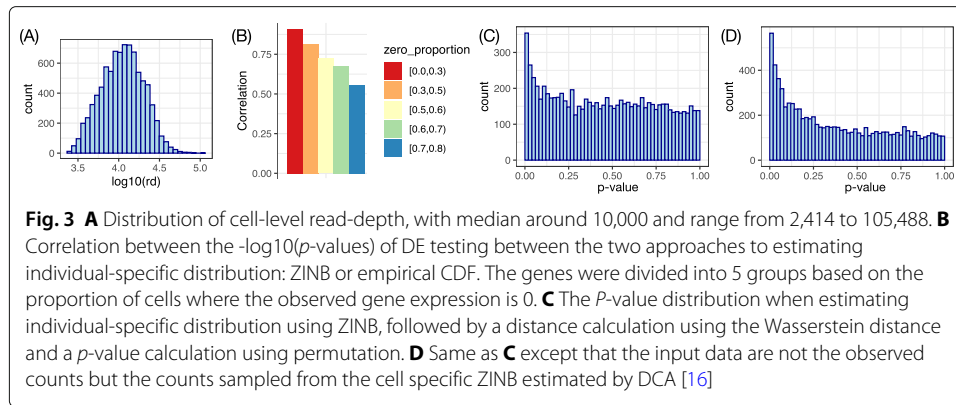 (A)
600
400
200
0
count
3.5
4.0
4.5
5.0
log10(rd)
(B)
0.75
0.50
0.25
0.00
Correlation
zero_proportion
[0.0,0.3)
[0.3,0.5)
[0.5,0.6)
[0.6,0.7)
[0.7,0.8)
(C)
300
200
100
0
count
0.00
0.25
0.50
0.75
1.00
p-value
(D)
400
200
0
count
0.00
0.25
0.50
0.75
1.00
p-value
Fig. 3 A Distribution of cell-level read-depth, with median around 10,000 and range from 2,414 to 105,488. B
Correlation between the -log10(p-values) of DE testing between the two approaches to estimating
individual-specific distribution: ZINB or empirical CDF. The genes were divided into 5 groups based on the
proportion of cells where the observed gene expression is 0. C The P-value distribution when estimating
individual-specific distribution using ZINB, followed by a distance calculation using the Wasserstein distance
and a p-value calculation using permutation. D Same as C except that the input data are not the observed
counts but the counts sampled from the cell specific ZINB estimated by DCA [16]